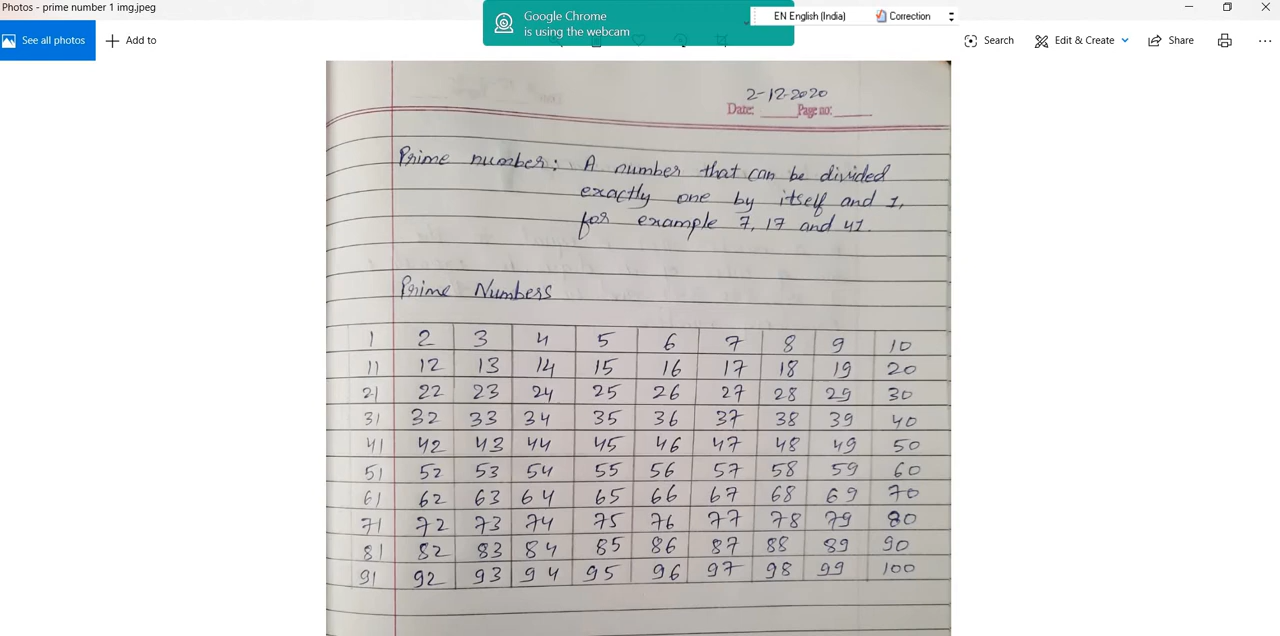 Photos - prime number 1 img.jpeg
Google Chrome
is using the webcam
EN English (India) Correction
See all photos Add to Search Edit & Create Share
2-12-2020
Date: Page no:
Prime number: A number that can be divided
exactly one by itself and 1,
for example 7, 17 and 41.
Prime Numbers
1 2 3 4 5 6 7 8 9 10
11 12 13 14 15 16 17 18 19 20
21 22 23 24 25 26 27 28 29 30
31 32 33 34 35 36 37 38 39 40
41 42 43 44 45 46 47 48 49 50
51 52 53 54 55 56 57 58 59 60
61 62 63 64 65 66 67 68 69 70
71 72 73 74 75 76 77 78 79 80
81 82 83 84 85 86 87 88 89 90
91 92 93 94 95 96 97 98 99 100